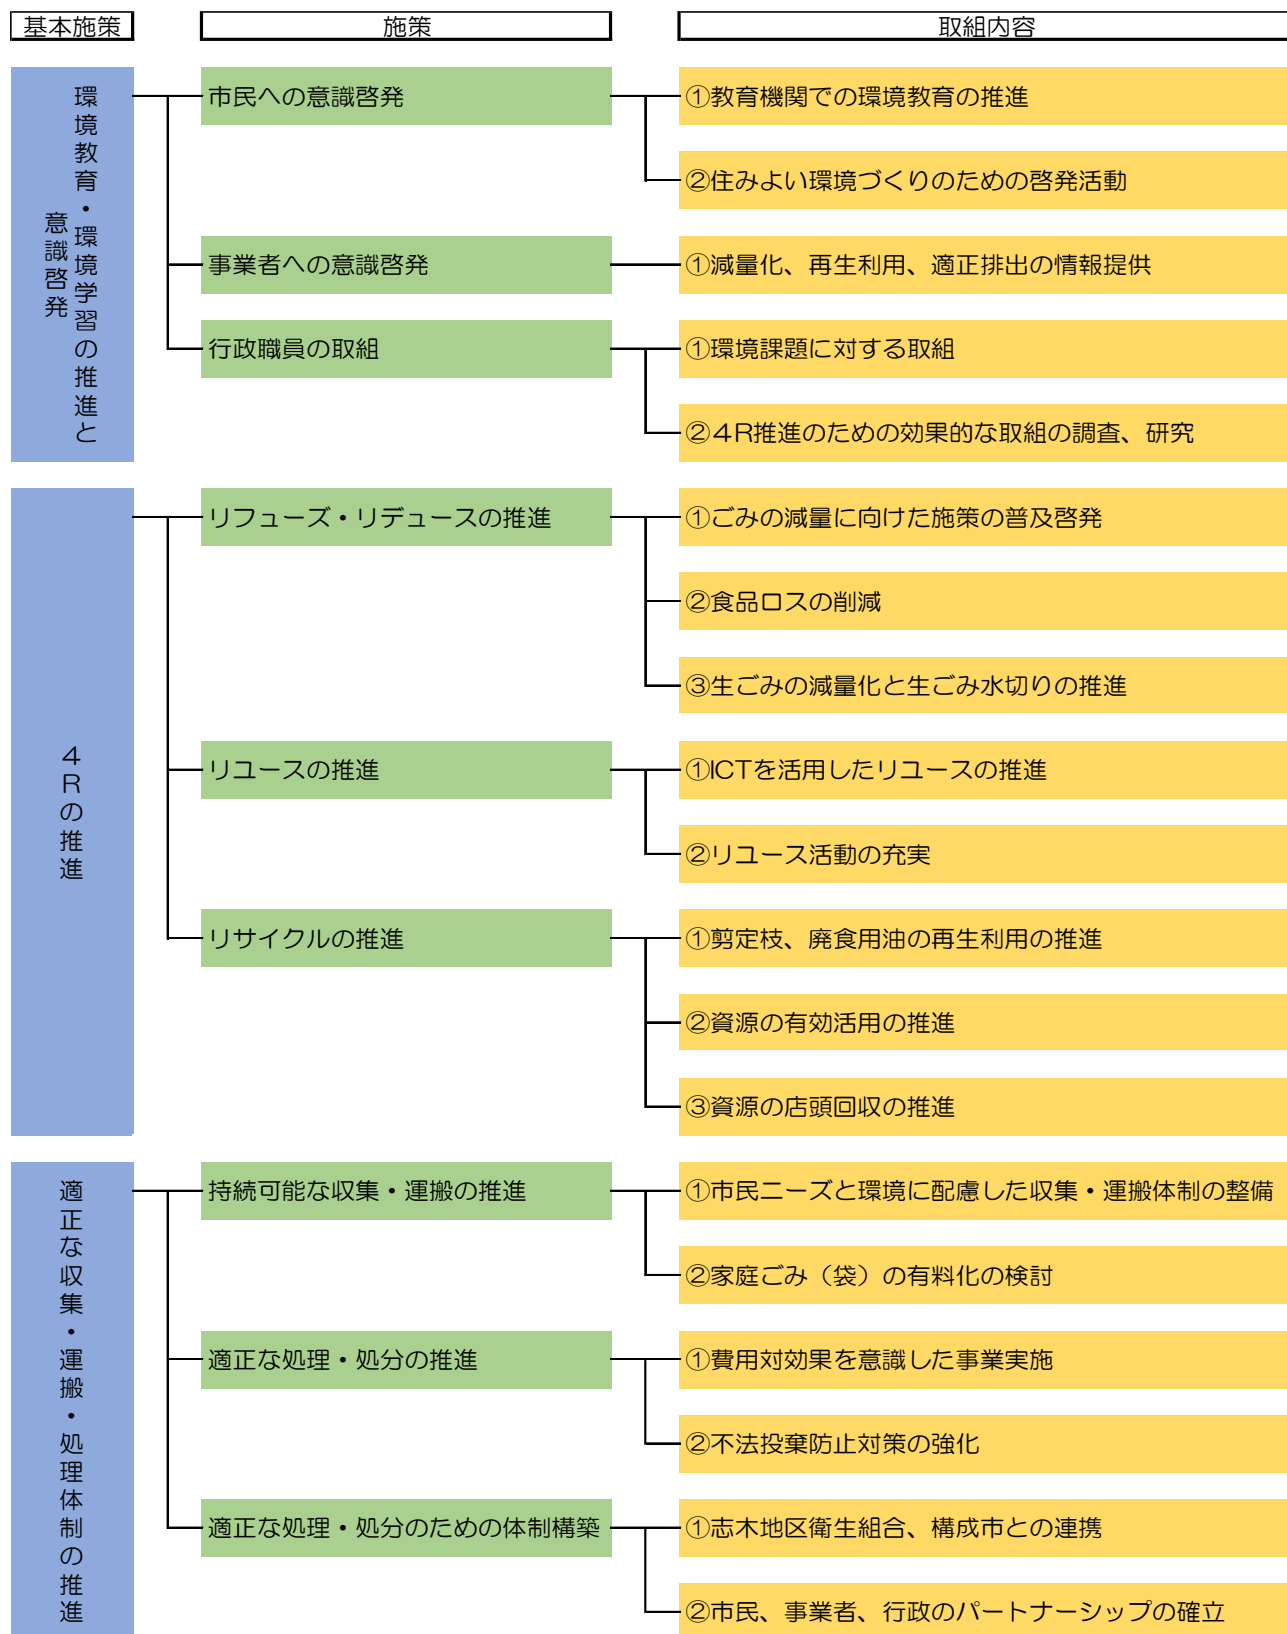 基本施策
施策
取組内容
環境教育・環境学習の推進と
意識啓発
市民への意識啓発
①教育機関での環境教育の推進
②住みよい環境づくりのための啓発活動
事業者への意識啓発
①減量化、再生利用、適正排出の情報提供
行政職員の取組
①環境課題に対する取組
②４R推進のための効果的な取組の調査、研究
４Rの推進
リフューズ・リデュースの推進
①ごみの減量に向けた施策の普及啓発
②食品ロスの削減
③生ごみの減量化と生ごみ水切りの推進
リユースの推進
①ICTを活用したリユースの推進
②リユース活動の充実
リサイクルの推進
①剪定枝、廃食用油の再生利用の推進
②資源の有効活用の推進
③資源の店頭回収の推進
適正な収集・運搬・処理体制の推進
持続可能な収集・運搬の推進
①市民ニーズと環境に配慮した収集・運搬体制の整備
②家庭ごみ（袋）の有料化の検討
適正な処理・処分の推進
①費用対効果を意識した事業実施
②不法投棄防止対策の強化
適正な処理・処分のための体制構築
①志木地区衛生組合、構成市との連携
②市民、事業者、行政のパートナーシップの確立